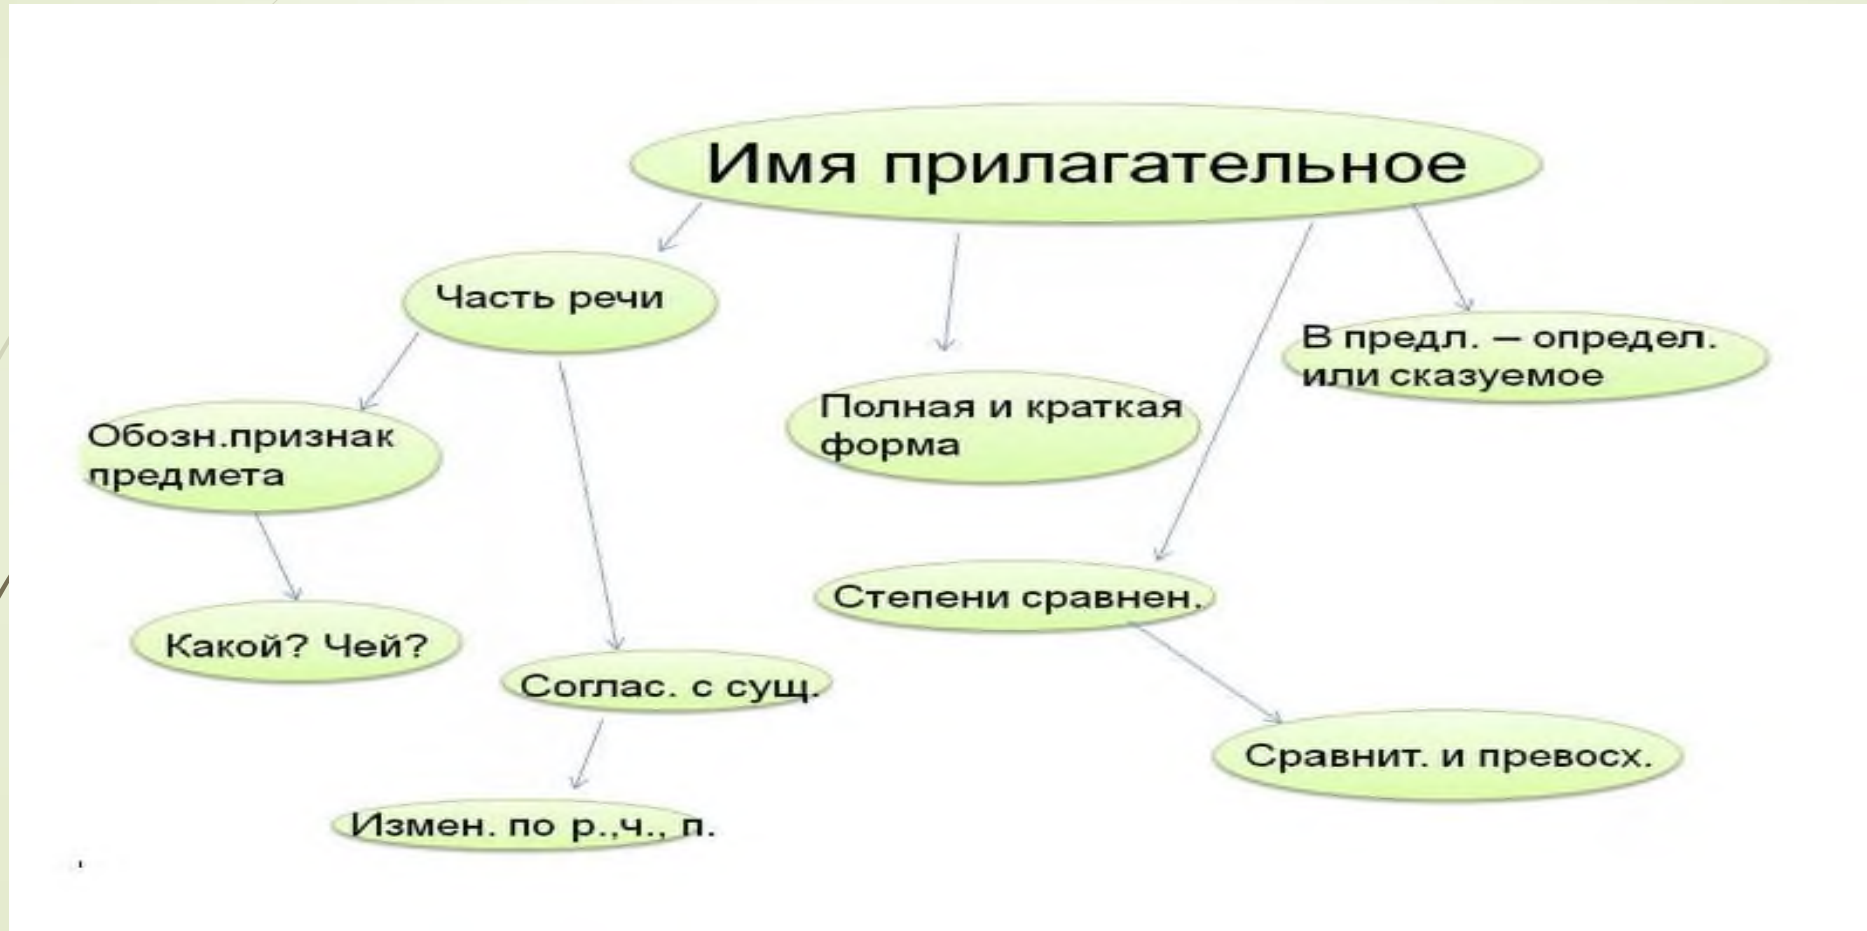 Имя прилагательное
Часть речи
В предл. – определ.
или сказуемое
Полная и краткая
форма
Обозн.признак
предмета
Степени сравнен.
Какой? Чей?
Соглас. с сущ.
Сравнит. и превосх.
Измен. по р.,ч., п.